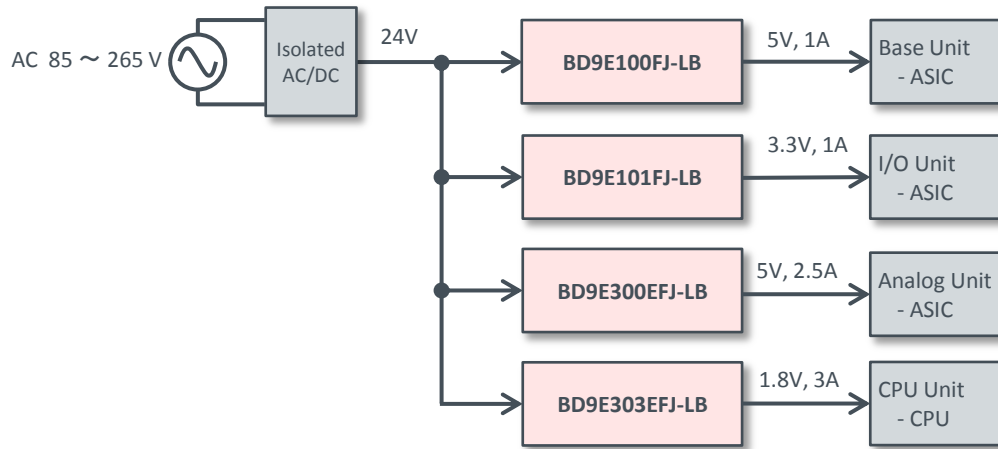 AC 85 ～ 265 V
Isolated
AC/DC
24V
BD9E100FJ-LB
5V, 1A
Base Unit
- ASIC
BD9E101FJ-LB
3.3V, 1A
I/O Unit
- ASIC
BD9E300EFJ-LB
5V, 2.5A
Analog Unit
- ASIC
BD9E303EFJ-LB
1.8V, 3A
CPU Unit
- CPU